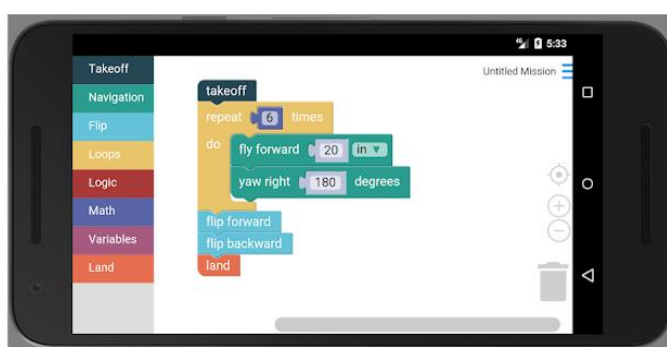 5:33
Takeoff
Navigation
Flip
Loops
Logic
Math
Variables
Land
Untitled Mission
takeoff
repeat 6 times
do
fly forward 20 in
yaw right 180 degrees
flip forward
flip backward
land